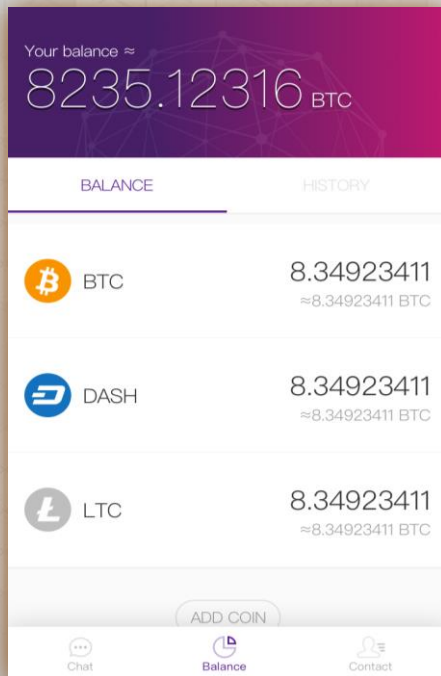 Your balance ≈
8235.12316 BTC
BALANCE HISTORY
BTC 8.34923411
≈8.34923411 BTC
DASH 8.34923411
≈8.34923411 BTC
LTC 8.34923411
≈8.34923411 BTC
ADD COIN
Chat Balance Contact